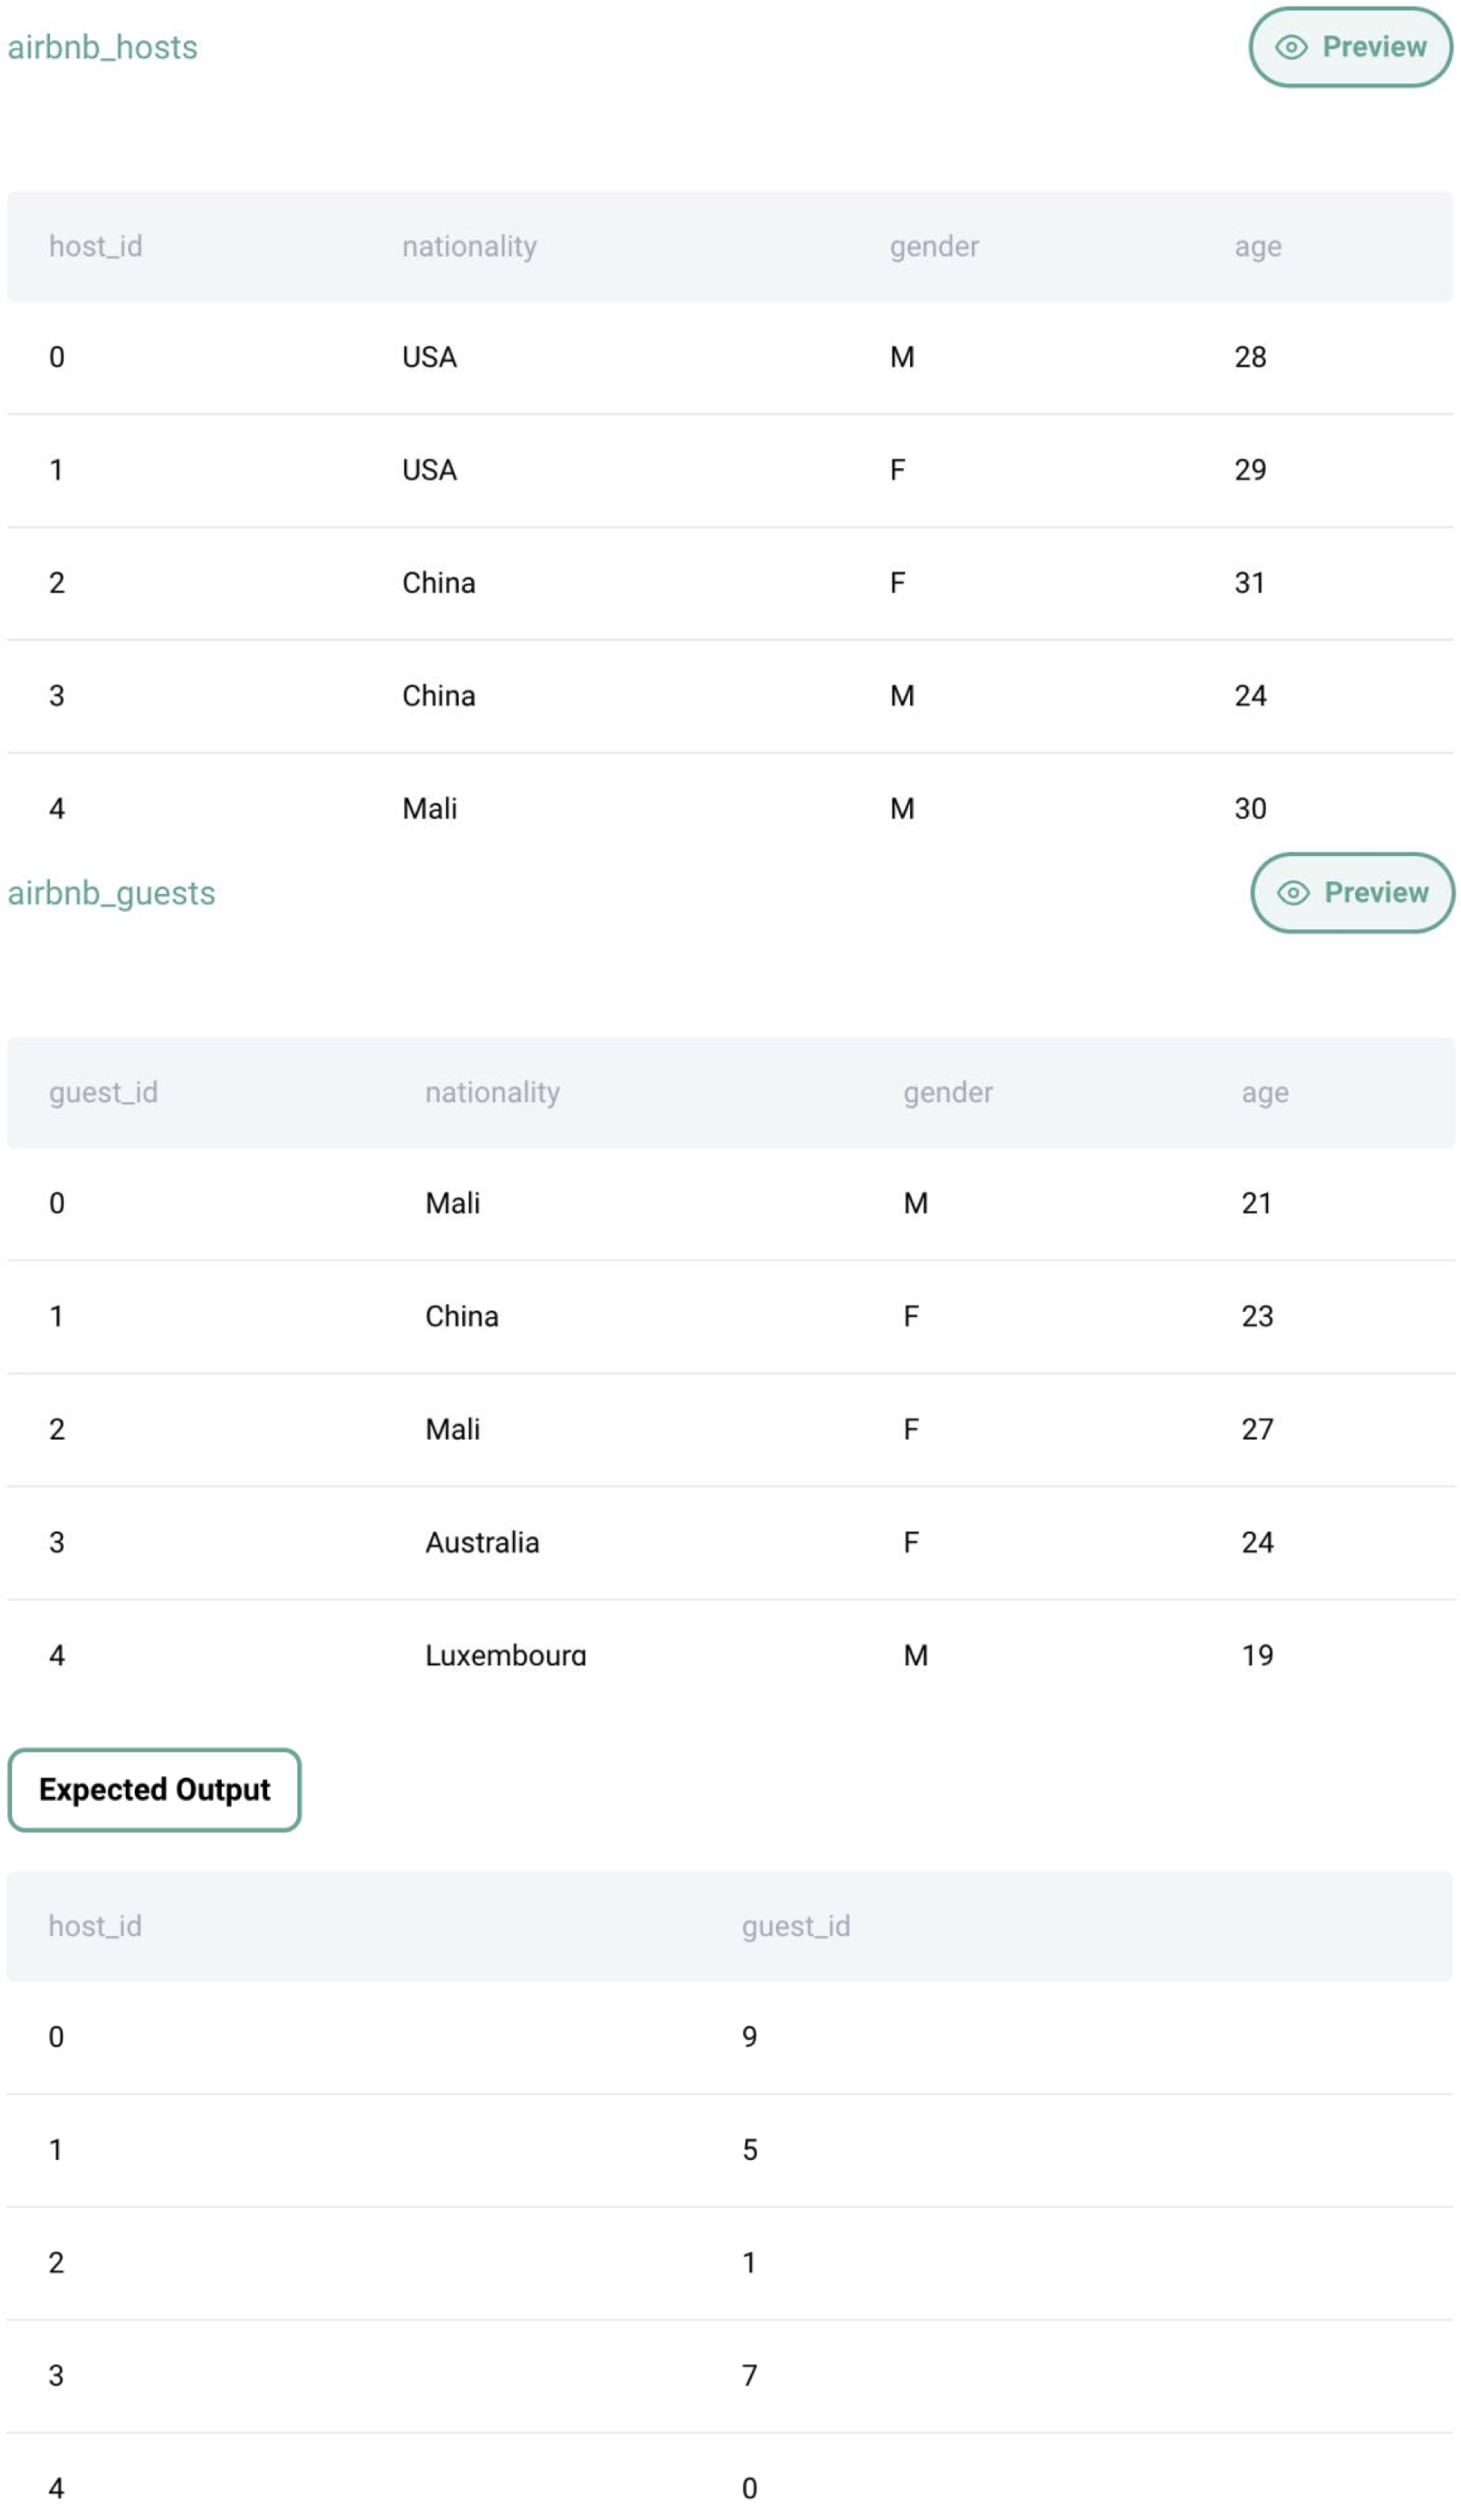 airbnb_hosts Preview
host_id nationality gender age
0 USA M 28
1 USA F 29
2 China F 31
3 China M 24
4 Mali M 30
airbnb_guests Preview
guest_id nationality gender age
0 Mali M 21
1 China F 23
2 Mali F 27
3 Australia F 24
4 Luxembourg M 19
Expected Output
host_id guest_id
0 9
1 5
2 1
3 7
4 0